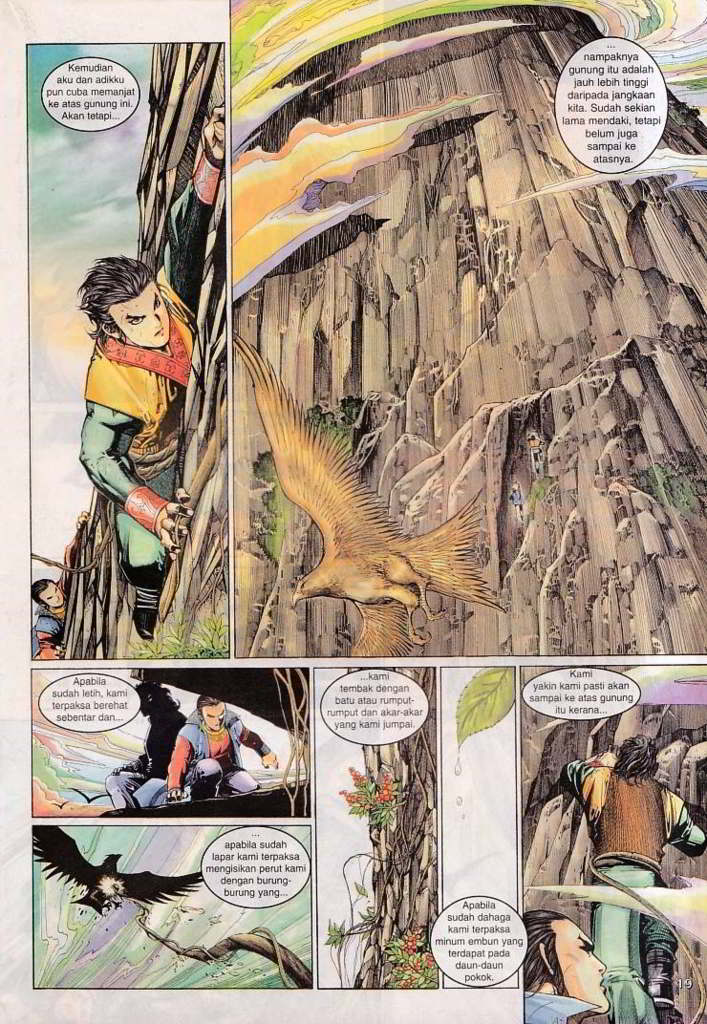 Kemudian
aku dan adikku
pun cuba memanjat
ke atas gunung ini.
Akan tetapi...
nampaknya
gunung itu adalah
jauh lebih tinggi
daripada jangkaan
kita. Sudah sekian
lama mendaki, tetapi
belum juga
sampai ke
atasnya.
Apabila
sudah letih, kami
terpaksa berehat
sebentar dan...
...
apabila sudah
lapar kami terpaksa
mengisikan perut kami
dengan burung-
burung yang...
...kami
tembak dengan
batu atau rumput-
rumput dan akar-akar
yang kami jumpai.
Apabila
sudah dahaga
kami terpaksa
minum embun yang
terdapat pada
daun-daun
pokok.
Kami
yakin kami pasti akan
sampai ke atas gunung
itu kerana...
19